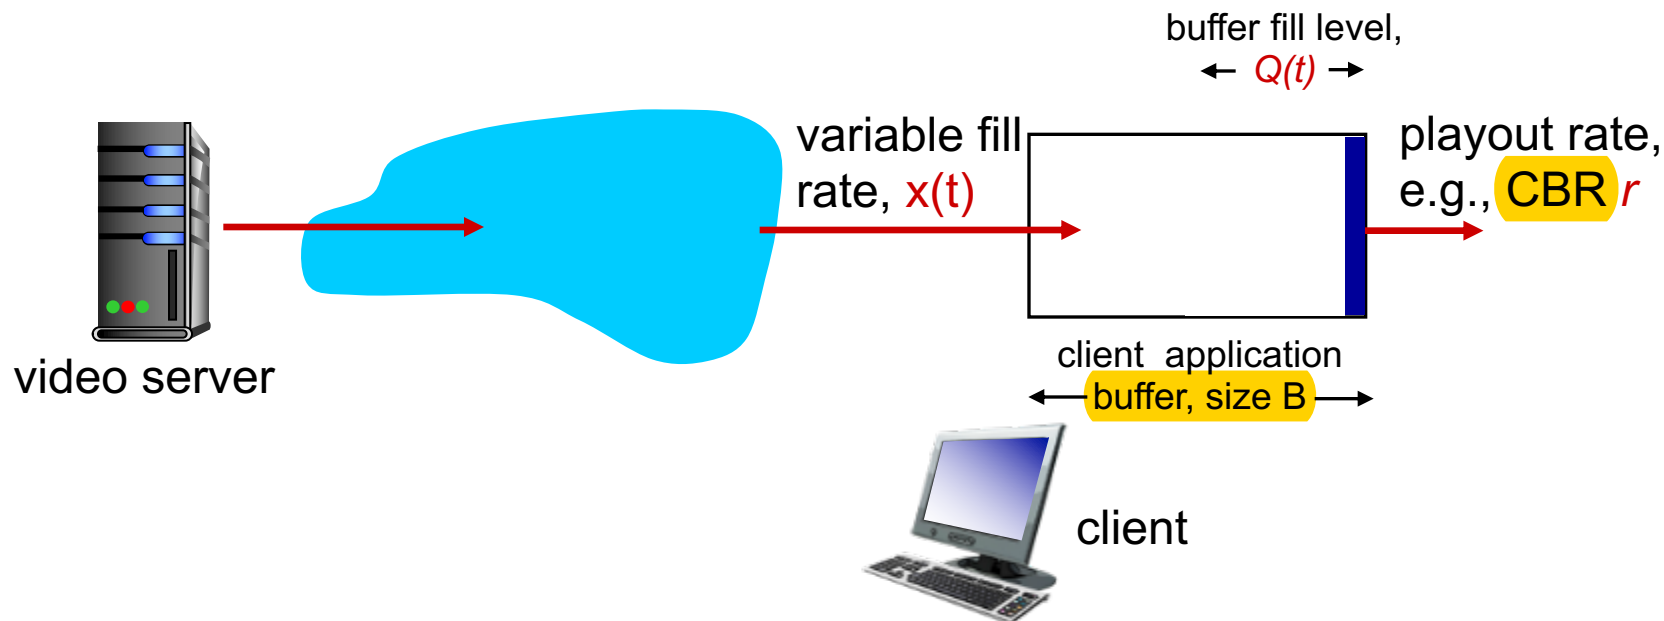 buffer fill level,
Q(t)
variable fill
rate, x(t)
playout rate,
e.g., CBR r
video server
client application
buffer, size B
client